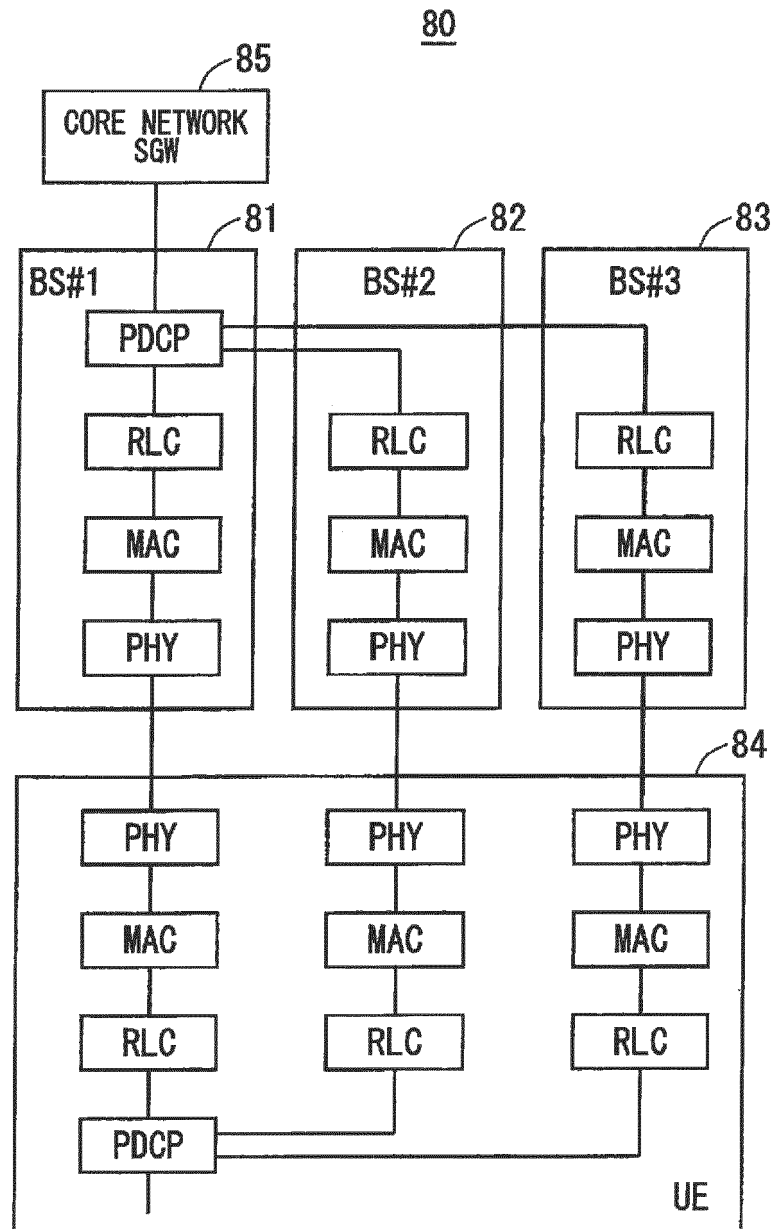 80
85
CORE NETWORK
SGW
81
82
83
BS#1
BS#2
BS#3
PDCP
RLC
RLC
RLC
MAC
MAC
MAC
PHY
PHY
PHY
84
PHY
PHY
PHY
MAC
MAC
MAC
RLC
RLC
RLC
PDCP
UE